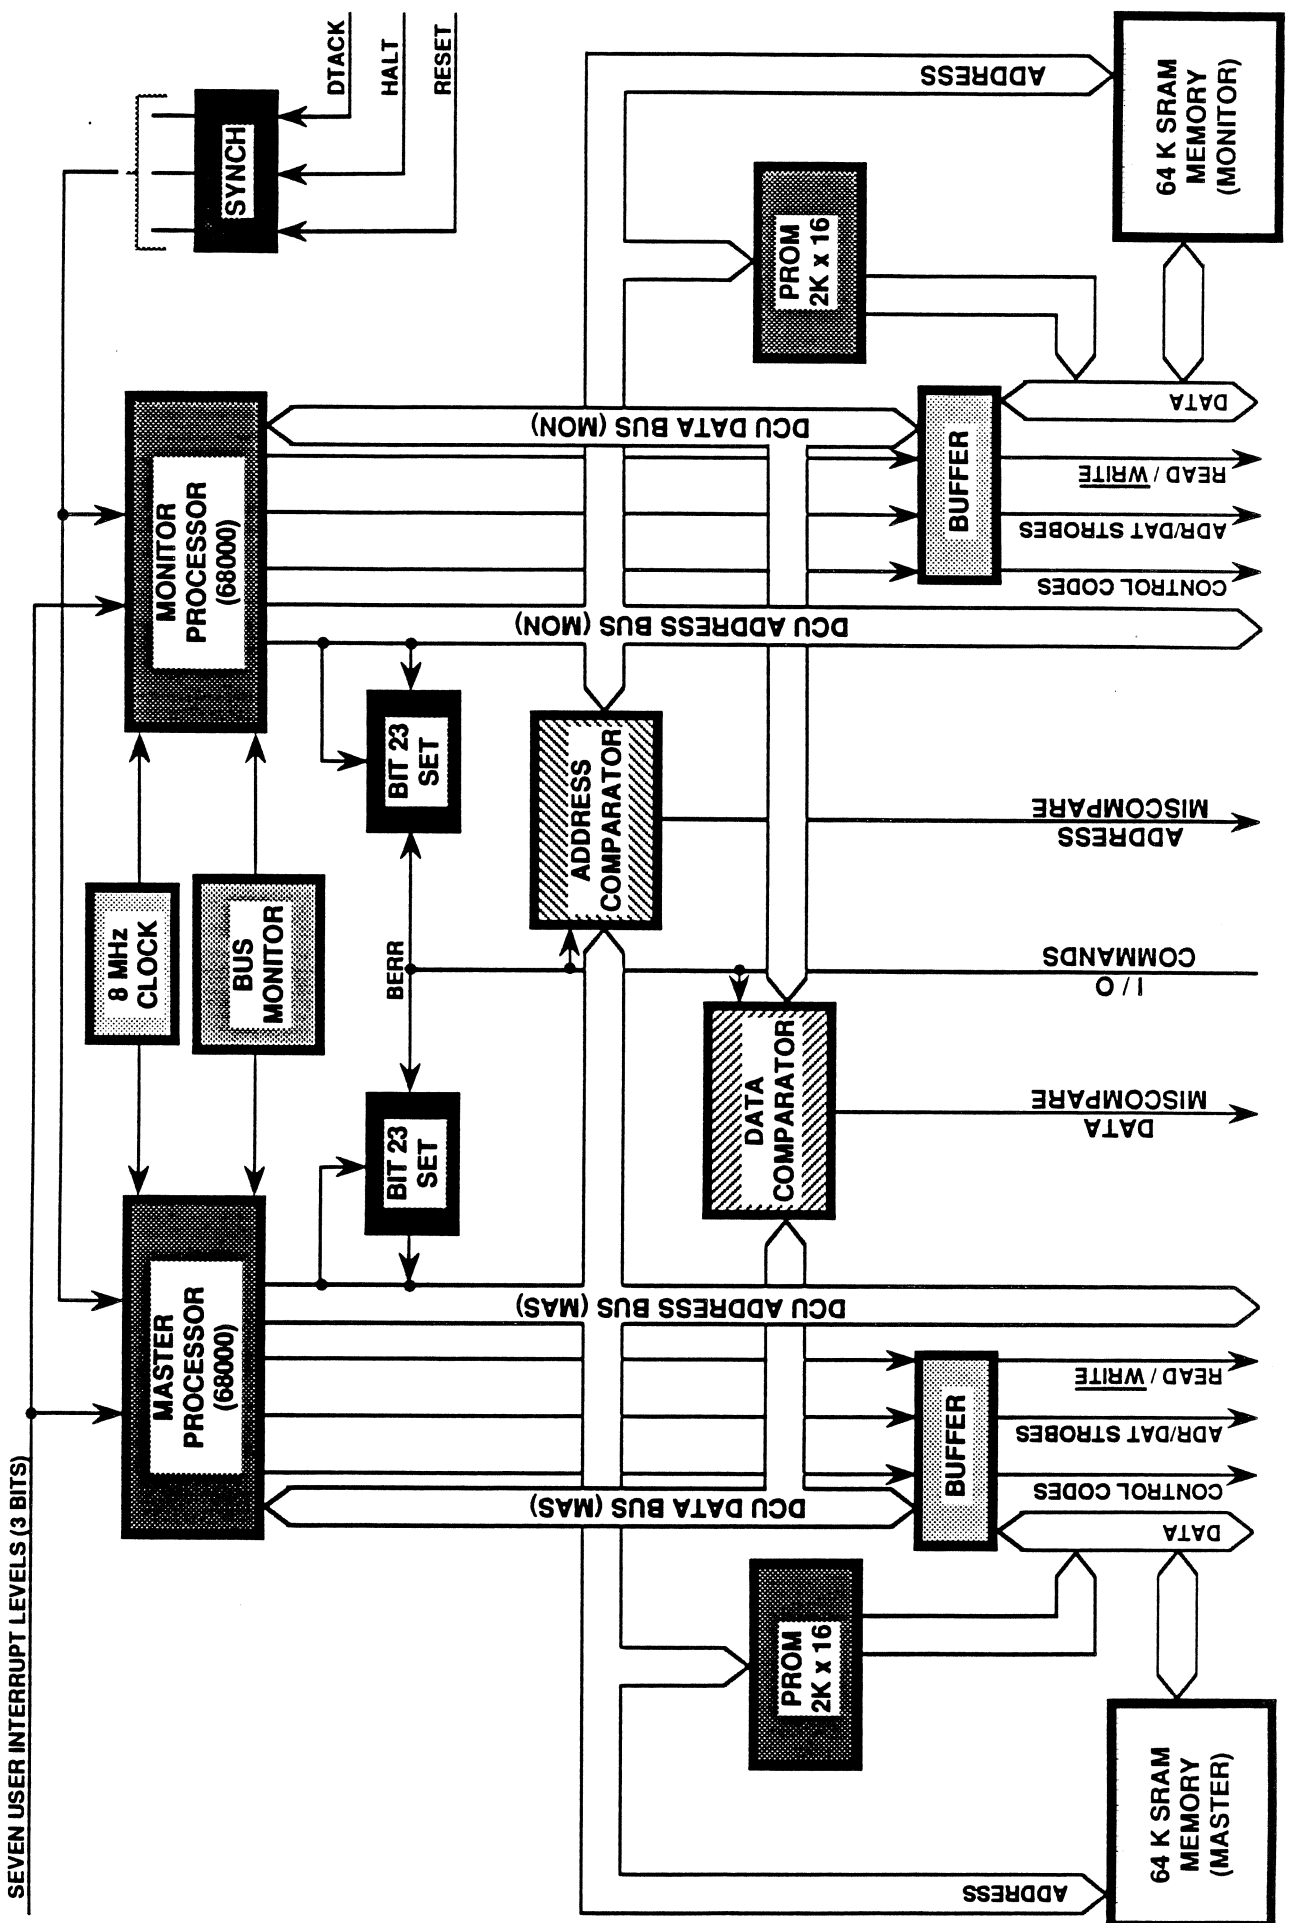 SEVEN USER INTERRUPT LEVELS (3 BITS)
MASTER
PROCESSOR
(68000)
8 MHz
CLOCK
BUS
MONITOR
MONITOR
PROCESSOR
(68000)
SYNCH
DTACK
HALT
RESET
BIT 23
SET
BERR
BIT 23
SET
DCU DATA BUS (MAS)
DCU ADDRESS BUS (MAS)
ADDRESS
COMPARATOR
DCU ADDRESS BUS (MON)
DCU DATA BUS (MON)
PROM
2K x 16
DATA
COMPARATOR
PROM
2K x 16
BUFFER
BUFFER
ADDRESS
64 K SRAM
MEMORY
(MASTER)
DATA
CONTROL CODES
ADR/DAT STROBES
READ / WRITE
DATA
MISCOMPARE
I / O
COMMANDS
ADDRESS
MISCOMPARE
CONTROL CODES
ADR/DAT STROBES
READ / WRITE
DATA
ADDRESS
64 K SRAM
MEMORY
(MONITOR)